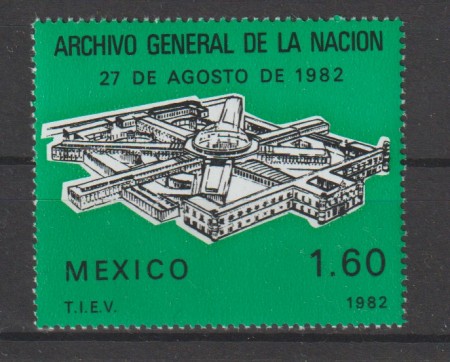 ARCHIVO GENERAL DE LA NACION
27 DE AGOSTO DE 1982
MEXICO 1.60
T.I.E.V. 1982